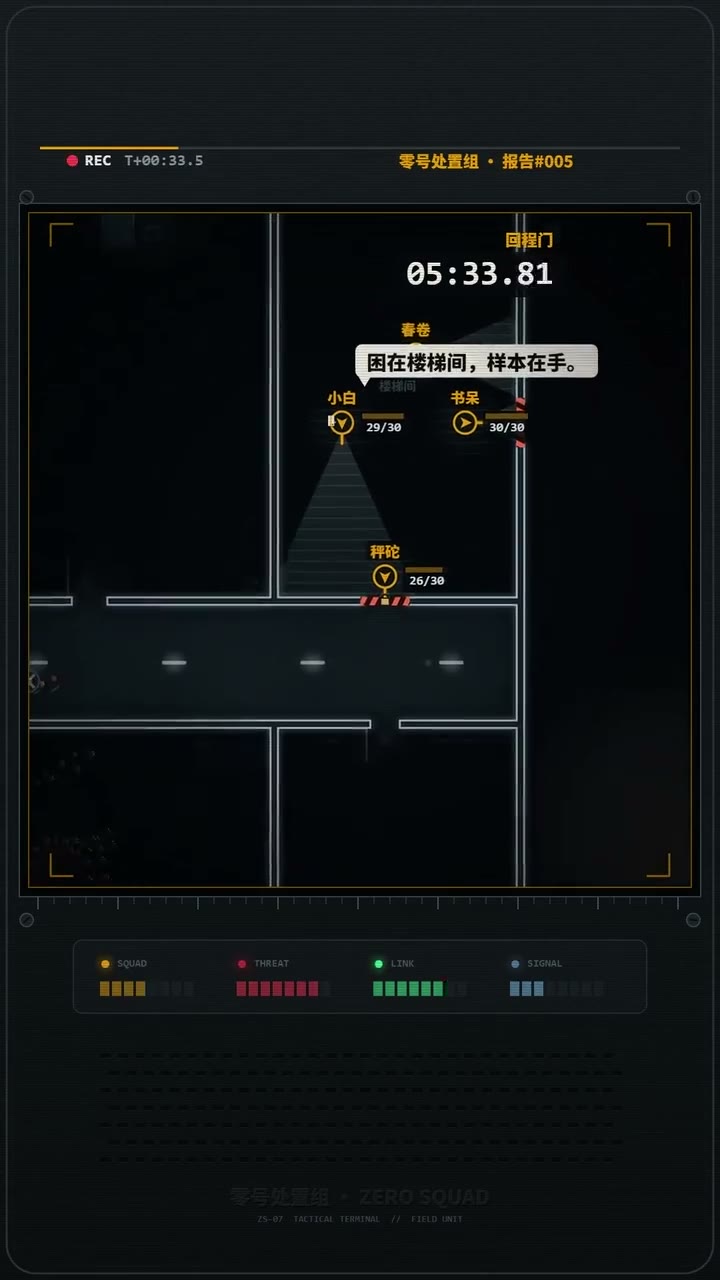 REC T+00:33.5
零号处置组 · 报告#005
回程门
05:33.81
春卷
困在楼梯间，样本在手。
楼梯间
小白
29/30
书呆
30/30
秤砣
26/30
SQUAD
THREAT
LINK
SIGNAL
零号处置组 · ZERO SQUAD
ZS-07 TACTICAL TERMINAL // FIELD UNIT